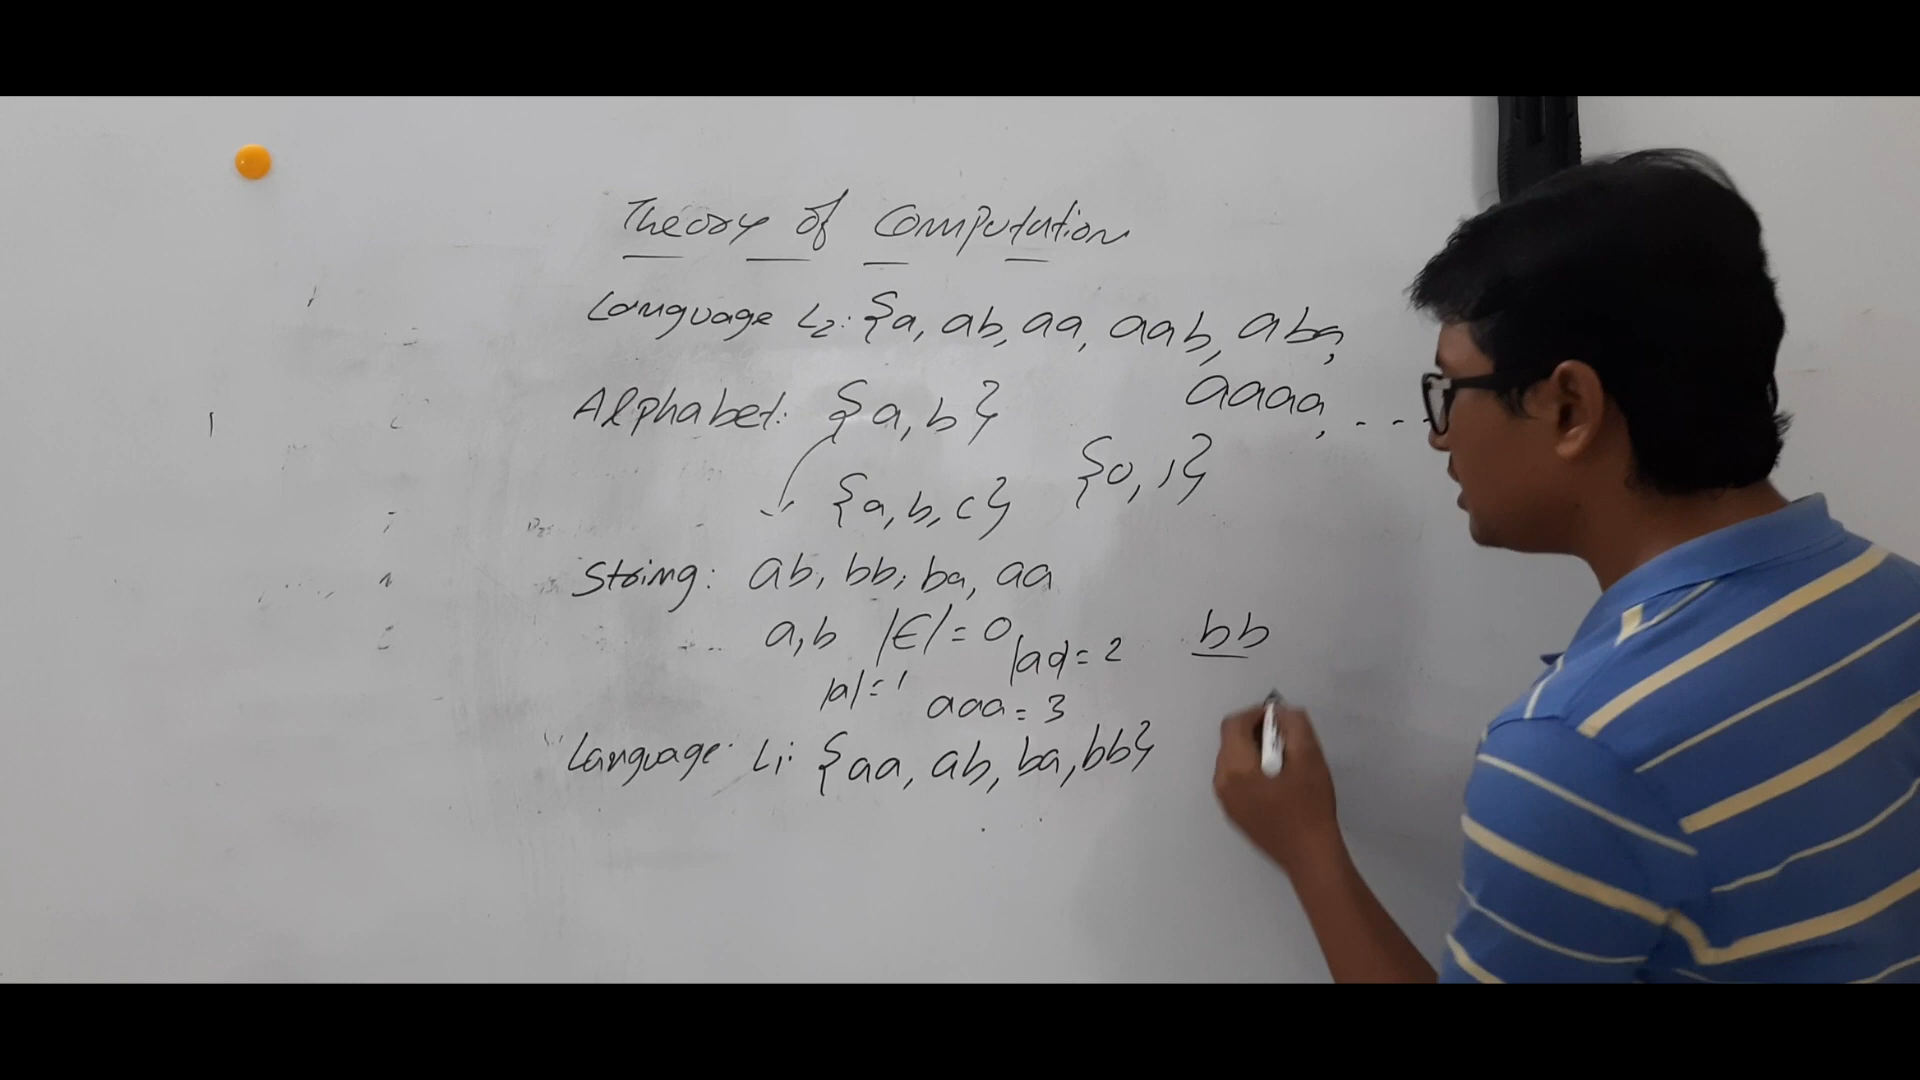 Theory of Computation
Language L₂: {a, ab, aa, aab, aba,
aaaa, ---
Alphabet: {a, b}
{a, b, c} {0, 1}
String: ab, bb, ba, aa
a, b |ε| = 0 |aa| = 2 bb
|a| = 1 aaa = 3
Language: L₁: {aa, ab, ba, bb}